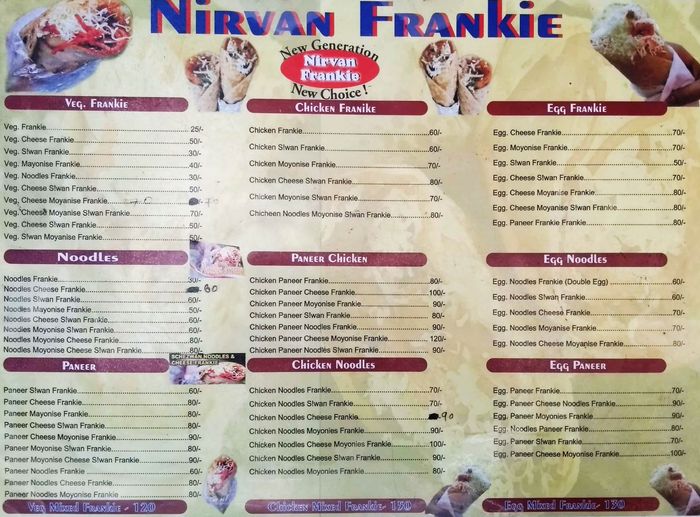 NIRVAN FRANKIE
New Generation
Nirvan
Frankie
New Choice !
VEG. FRANKIE
Veg. Frankie 25/-
Veg. Cheese Frankie 50/-
Veg. Slwan Frankie 30/-
Veg. Mayonise Frankie 40/-
Veg. Noodles Frankie 30/-
Veg. Cheese Slwan Frankie 50/-
Veg. Cheese Moyanise Frankie 70
Veg. Cheese Moyanise Slwan Frankie 70/-
Veg. Cheese Slwan Frankie 50/-
Veg. Slwan Moyanise Frankie 50/-
NOODLES
Noodles Frankie 30/-
Noodles Cheese Frankie 60
Noodles Slwan Frankie 60/-
Noodles Mayonise Frankie 50/-
Noodles Cheese Slwan Frankie 60/-
Noodles Moyonise Slwan Frankie 60/-
Noodles Moyonise Cheese Frankie 80/-
Noodles Moyonise Cheese Slwan Frankie 80/-
SCHEZWAN NOODLES &
CHEESE FRANKIE
PANEER
Paneer Slwan Frankie 60/-
Paneer Cheese Frankie 80/-
Paneer Mayonise Frankie 80/-
Paneer Cheese Slwan Frankie 80/-
Paneer Cheese Moyonise Frankie 90/-
Paneer Moyonise Slwan Frankie 80/-
Paneer Moyonise Cheese Slwan Frankie 90/-
Paneer Noodles Frankie 60/-
Paneer Noodles Cheese Frankie 80/-
Paneer Noodles Moyonise Frankie 80/-
VEG MIXED FRANKIE - 120
CHICKEN FRANIKE
Chicken Frankie 60/-
Chicken Slwan Frankie 60/-
Chicken Moyonise Frankie 70/-
Chicken Cheese Slwan Frankie 80/-
Chicken Moyonise Slwan Frankie 70/-
Chicheen Noodles Moyonise Slwan Frankie 80/-
PANEER CHICKEN
Chicken Paneer Frankie 80/-
Chicken Paneer Cheese Frankie 100/-
Chicken Paneer Moyonise Frankie 90/-
Chicken Paneer Slwan Frankie 80/-
Chicken Paneer Noodles Frankie 90/-
Chicken Paneer Cheese Moyonise Frankie 120/-
Chicken Paneer Noodles Slwan Frankie 90/-
CHICKEN NOODLES
Chicken Noodles Frankie 70/-
Chicken Noodles Slwan Frankie 70/-
Chicken Noodles Cheese Frankie 90
Chicken Noodles Moyonies Frankie 90/-
Chicken Noodles Cheese Moyonies Frankie 100/-
Chicken Noodles Cheese Slwan Frankie 90/-
Chicken Noodles Moyonies Frankie 80/-
CHICKEN MIXED FRANKIE- 130
EGG FRANKIE
Egg. Cheese Frankie 70/-
Egg. Moyonise Frankie 70/-
Egg. Slwan Frankie 50/-
Egg. Cheese Slwan Frankie 70/-
Egg. Cheese Moyanise Frankie 80/-
Egg. Cheese Moyanise Slwan Frankie 80/-
Egg. Paneer Frankie Frankie 80/-
EGG NOODLES
Egg. Noodles Frankie (Double Egg) 60/-
Egg. Noodles Slwan Frankie 60/-
Egg. Noodles Cheese Frankie 70/-
Egg. Noodles Moyanise Frankie 70/-
Egg. Noodles Cheese Moyanise Frankie 80/-
EGG PANEER
Egg. Paneer Frankie 70/-
Egg. Paneer Cheese Noodles Frankie 90/-
Egg. Paneer Moyonies Frankie 90/-
Egg. Noodles Paneer Frankie 80/-
Egg. Paneer Slwan Frankie 70/-
Egg. Paneer Cheese Moyanise Frankie 100/-
EGG MIXED FRANKIE - 130